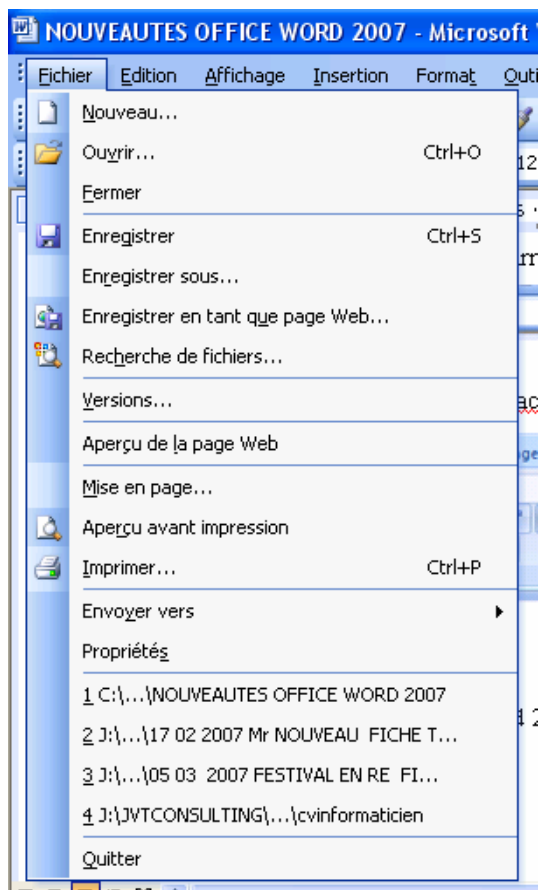 NOUVEAUTES OFFICE WORD 2007 - Microsoft
Fichier Edition Affichage Insertion Format
Nouveau...
Ouvrir... Ctrl+O
12
Fermer
Enregistrer Ctrl+S
Enregistrer sous...
Enregistrer en tant que page Web...
Recherche de fichiers...
Versions...
Aperçu de la page Web
Mise en page...
Aperçu avant impression
Imprimer... Ctrl+P
Envoyer vers
Propriétés
1 C:\...\NOUVEAUTES OFFICE WORD 2007
2 J:\...\17 02 2007 Mr NOUVEAU FICHE T...
3 J:\...\05 03 2007 FESTIVAL EN RE FI...
4 J:\JVTCONSULTING\...\cvinformaticien
Quitter